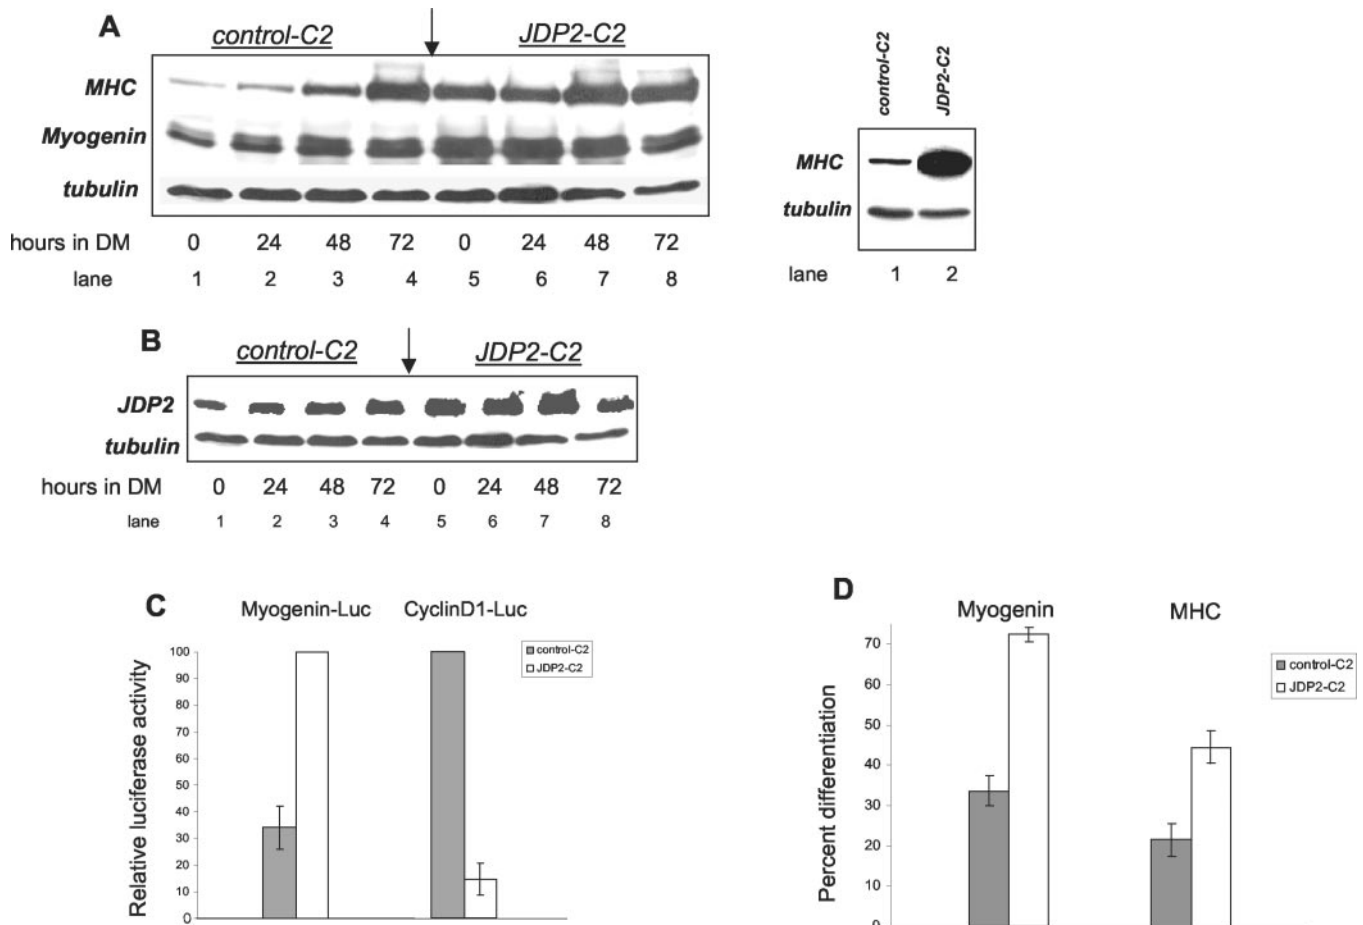 A
control-C2 JDP2-C2
MHC
Myogenin
tubulin
hours in DM 0 24 48 72 0 24 48 72
lane 1 2 3 4 5 6 7 8
control-C2
JDP2-C2
MHC
tubulin
lane 1 2
B
control-C2 JDP2-C2
JDP2
tubulin
hours in DM 0 24 48 72 0 24 48 72
lane 1 2 3 4 5 6 7 8
C
Myogenin-Luc CyclinD1-Luc
control-C2
JDP2-C2
Relative luciferase activity
100
90
80
70
60
50
40
30
20
10
0
D
Myogenin MHC
control-C2
JDP2-C2
Percent differentiation
70
60
50
40
30
20
10
0